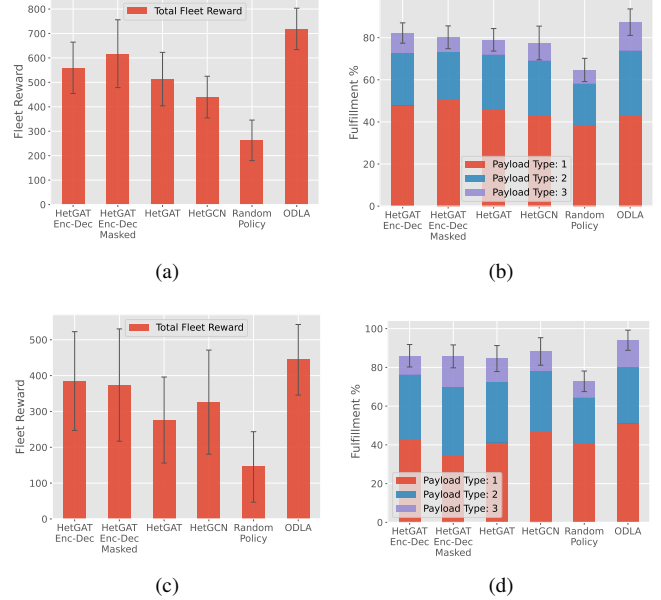 800
700
600
500
400
300
200
100
0
Fleet Reward
Total Fleet Reward
HetGAT Enc-Dec
HetGAT Enc-Dec Masked
HetGAT
HetGCN
Random Policy
ODLA
(a)
80
60
40
20
0
Fulfillment %
Payload Type: 1
Payload Type: 2
Payload Type: 3
HetGAT Enc-Dec
HetGAT Enc-Dec Masked
HetGAT
HetGCN
Random Policy
ODLA
(b)
500
400
300
200
100
0
Fleet Reward
Total Fleet Reward
HetGAT Enc-Dec
HetGAT Enc-Dec Masked
HetGAT
HetGCN
Random Policy
ODLA
(c)
100
80
60
40
20
0
Fulfillment %
Payload Type: 1
Payload Type: 2
Payload Type: 3
HetGAT Enc-Dec
HetGAT Enc-Dec Masked
HetGAT
HetGCN
Random Policy
ODLA
(d)